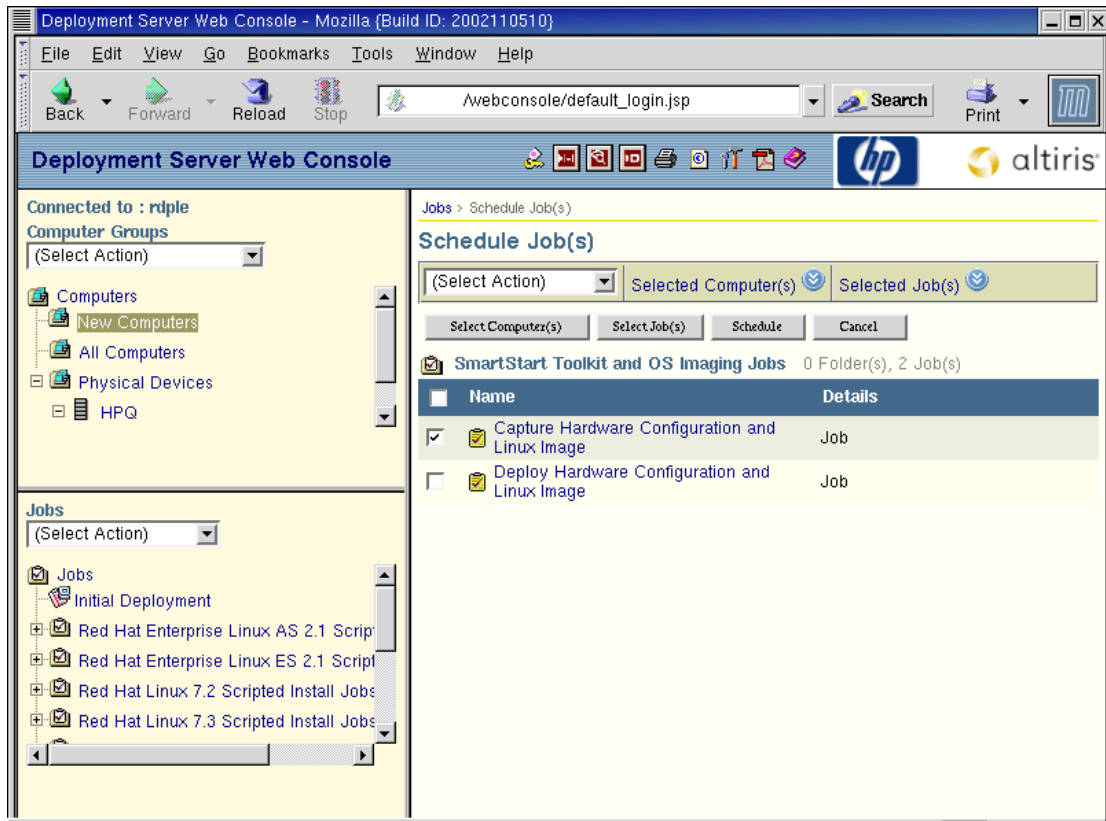 Deployment Server Web Console - Mozilla {Build ID: 2002110510}
File Edit View Go Bookmarks Tools Window Help
Back Forward Reload Stop /webconsole/default_login.jsp Search Print
Deployment Server Web Console
hp
altiris
Connected to : rdple
Computer Groups
(Select Action)
Computers
New Computers
All Computers
Physical Devices
HPQ
Jobs
(Select Action)
Jobs
Initial Deployment
Red Hat Enterprise Linux AS 2.1 Script
Red Hat Enterprise Linux ES 2.1 Script
Red Hat Linux 7.2 Scripted Install Jobs
Red Hat Linux 7.3 Scripted Install Jobs
Jobs > Schedule Job(s)
Schedule Job(s)
(Select Action) Selected Computer(s) Selected Job(s)
Select Computer(s) Select Job(s) Schedule Cancel
SmartStart Toolkit and OS Imaging Jobs 0 Folder(s), 2 Job(s)
Name Details
Capture Hardware Configuration and
Linux Image
Job
Deploy Hardware Configuration and
Linux Image
Job